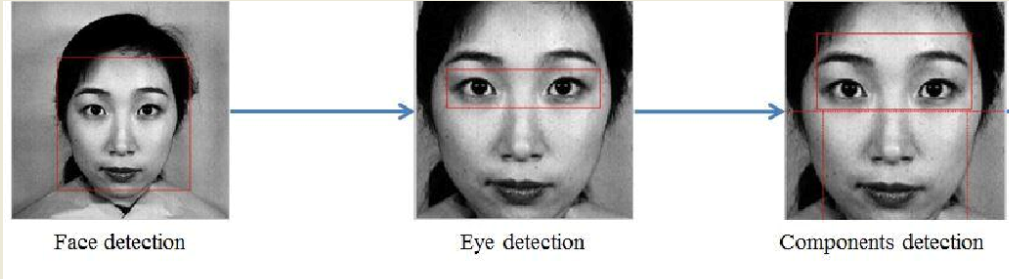 Face detection
Eye detection
Components detection